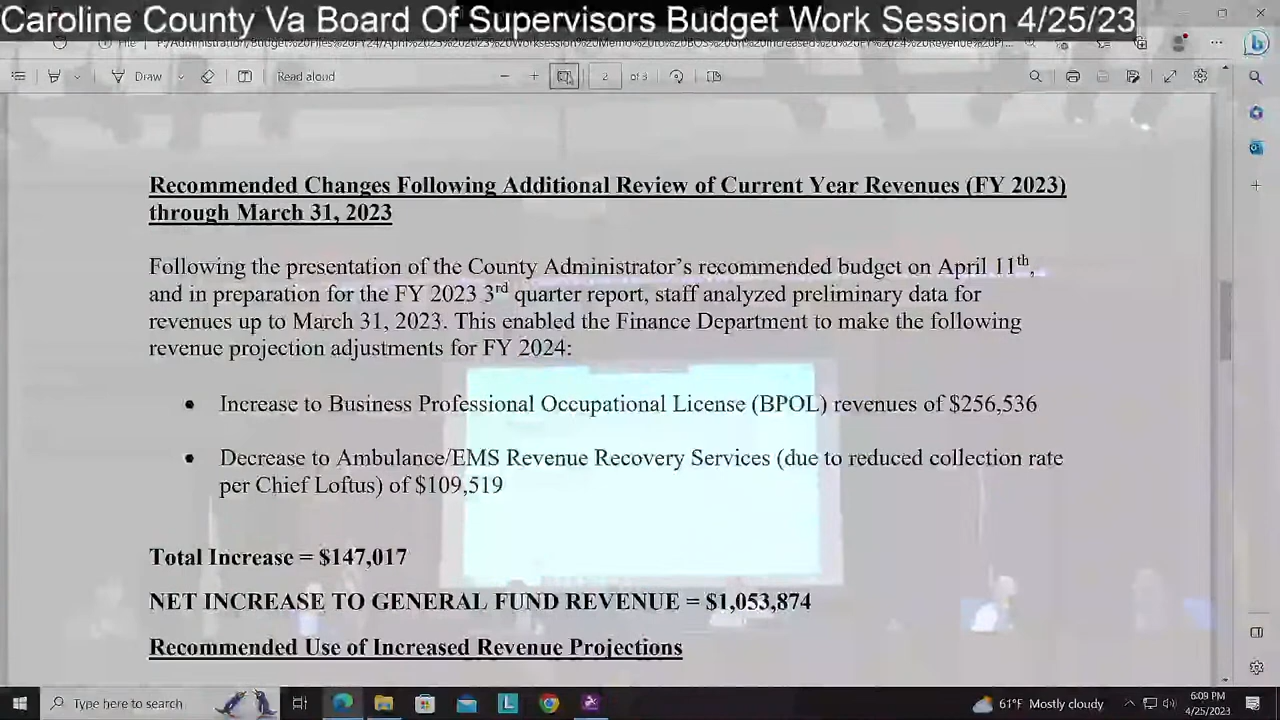 Caroline County Va Board Of Supervisors Budget Work Session 4/25/23
File
Draw
Read aloud
2
of 3
Recommended Changes Following Additional Review of Current Year Revenues (FY 2023)
through March 31, 2023
Following the presentation of the County Administrator's recommended budget on April 11th,
and in preparation for the FY 2023 3rd quarter report, staff analyzed preliminary data for
revenues up to March 31, 2023. This enabled the Finance Department to make the following
revenue projection adjustments for FY 2024:
• Increase to Business Professional Occupational License (BPOL) revenues of $256,536
• Decrease to Ambulance/EMS Revenue Recovery Services (due to reduced collection rate
per Chief Loftus) of $109,519
Total Increase = $147,017
NET INCREASE TO GENERAL FUND REVENUE = $1,053,874
Recommended Use of Increased Revenue Projections
Type here to search
61°F Mostly cloudy
6:09 PM
4/25/2023